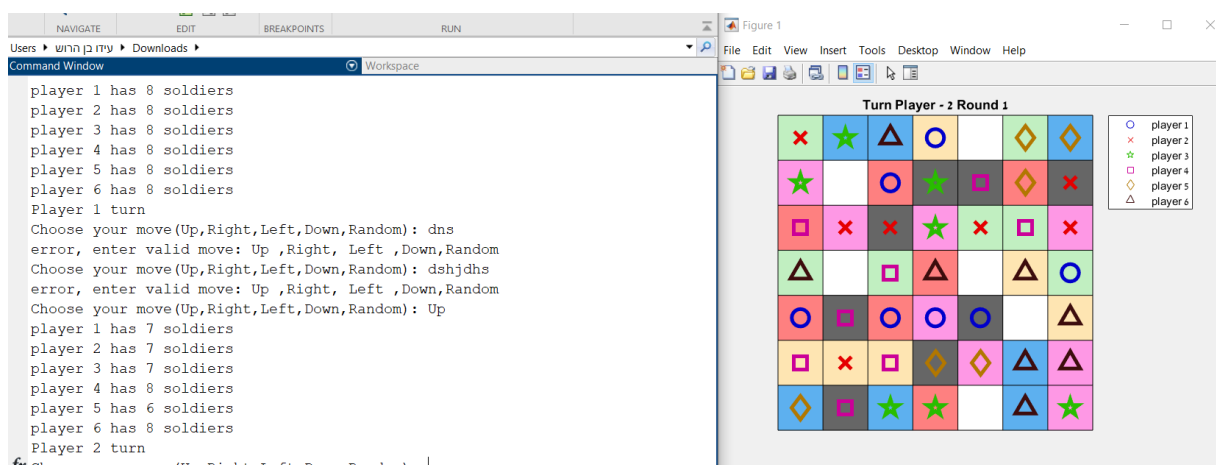 NAVIGATE EDIT BREAKPOINTS RUN
Users ▸ עידו בן הרוש ▸ Downloads ▸
Command Window
Workspace
player 1 has 8 soldiers
player 2 has 8 soldiers
player 3 has 8 soldiers
player 4 has 8 soldiers
player 5 has 8 soldiers
player 6 has 8 soldiers
Player 1 turn
Choose your move(Up,Right,Left,Down,Random): dns
error, enter valid move: Up ,Right, Left ,Down,Random
Choose your move(Up,Right,Left,Down,Random): dshjdhs
error, enter valid move: Up ,Right, Left ,Down,Random
Choose your move(Up,Right,Left,Down,Random): Up
player 1 has 7 soldiers
player 2 has 7 soldiers
player 3 has 7 soldiers
player 4 has 8 soldiers
player 5 has 6 soldiers
player 6 has 8 soldiers
Player 2 turn
Figure 1
File Edit View Insert Tools Desktop Window Help
Turn Player - 2 Round 1
player 1
player 2
player 3
player 4
player 5
player 6